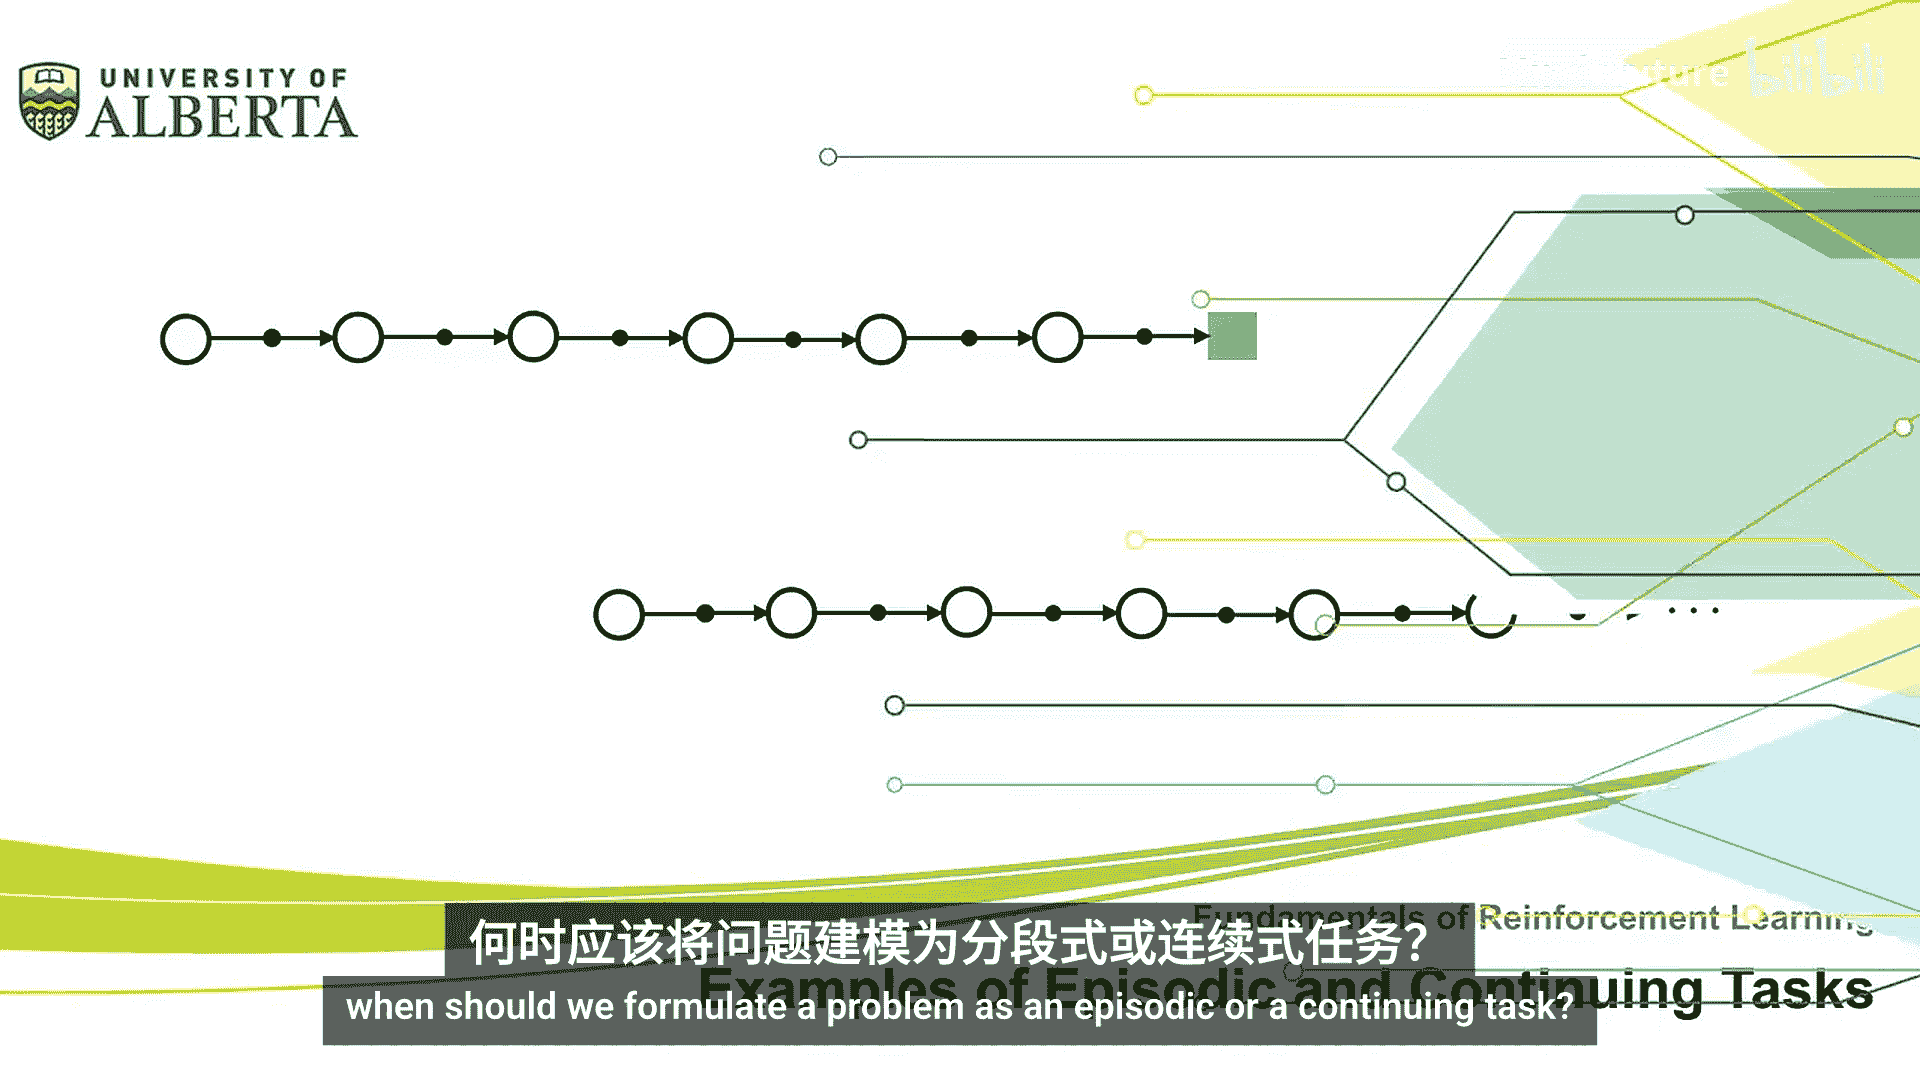 UNIVERSITY OF
ALBERTA
bilibili
Fundamentals of Reinforcement Learning
Examples of Episodic and Continuing Tasks
何时应该将问题建模为分段式或连续式任务？
when should we formulate a problem as an episodic or a continuing task?